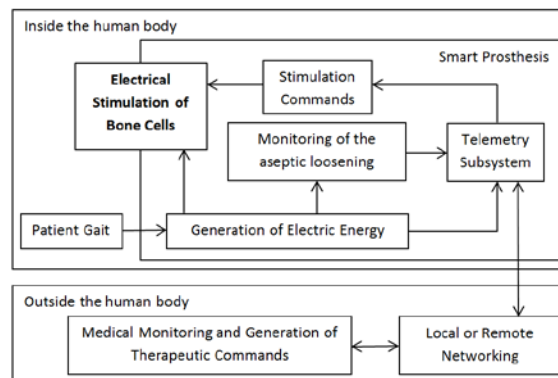 Inside the human body
Smart Prosthesis
Electrical
Stimulation of
Bone Cells
Stimulation
Commands
Monitoring of the
aseptic loosening
Telemetry
Subsystem
Patient Gait
Generation of Electric Energy
Outside the human body
Medical Monitoring and Generation of
Therapeutic Commands
Local or Remote
Networking